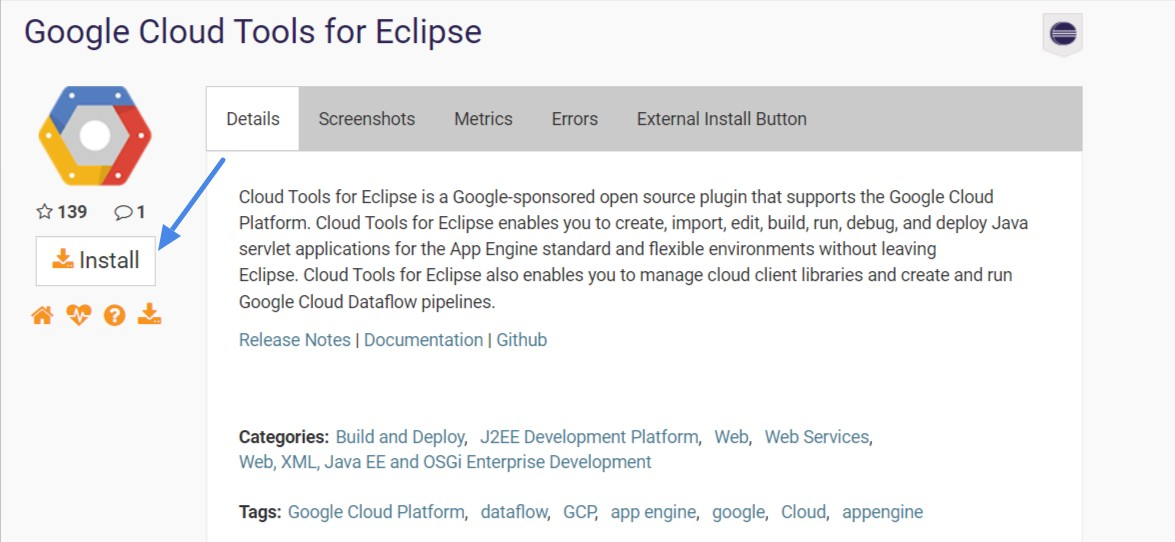 Google Cloud Tools for Eclipse
Details Screenshots Metrics Errors External Install Button
139 1
Install
Cloud Tools for Eclipse is a Google-sponsored open source plugin that supports the Google Cloud
Platform. Cloud Tools for Eclipse enables you to create, import, edit, build, run, debug, and deploy Java
servlet applications for the App Engine standard and flexible environments without leaving
Eclipse. Cloud Tools for Eclipse also enables you to manage cloud client libraries and create and run
Google Cloud Dataflow pipelines.
Release Notes | Documentation | Github
Categories: Build and Deploy, J2EE Development Platform, Web, Web Services,
Web, XML, Java EE and OSGi Enterprise Development
Tags: Google Cloud Platform, dataflow, GCP, app engine, google, Cloud, appengine